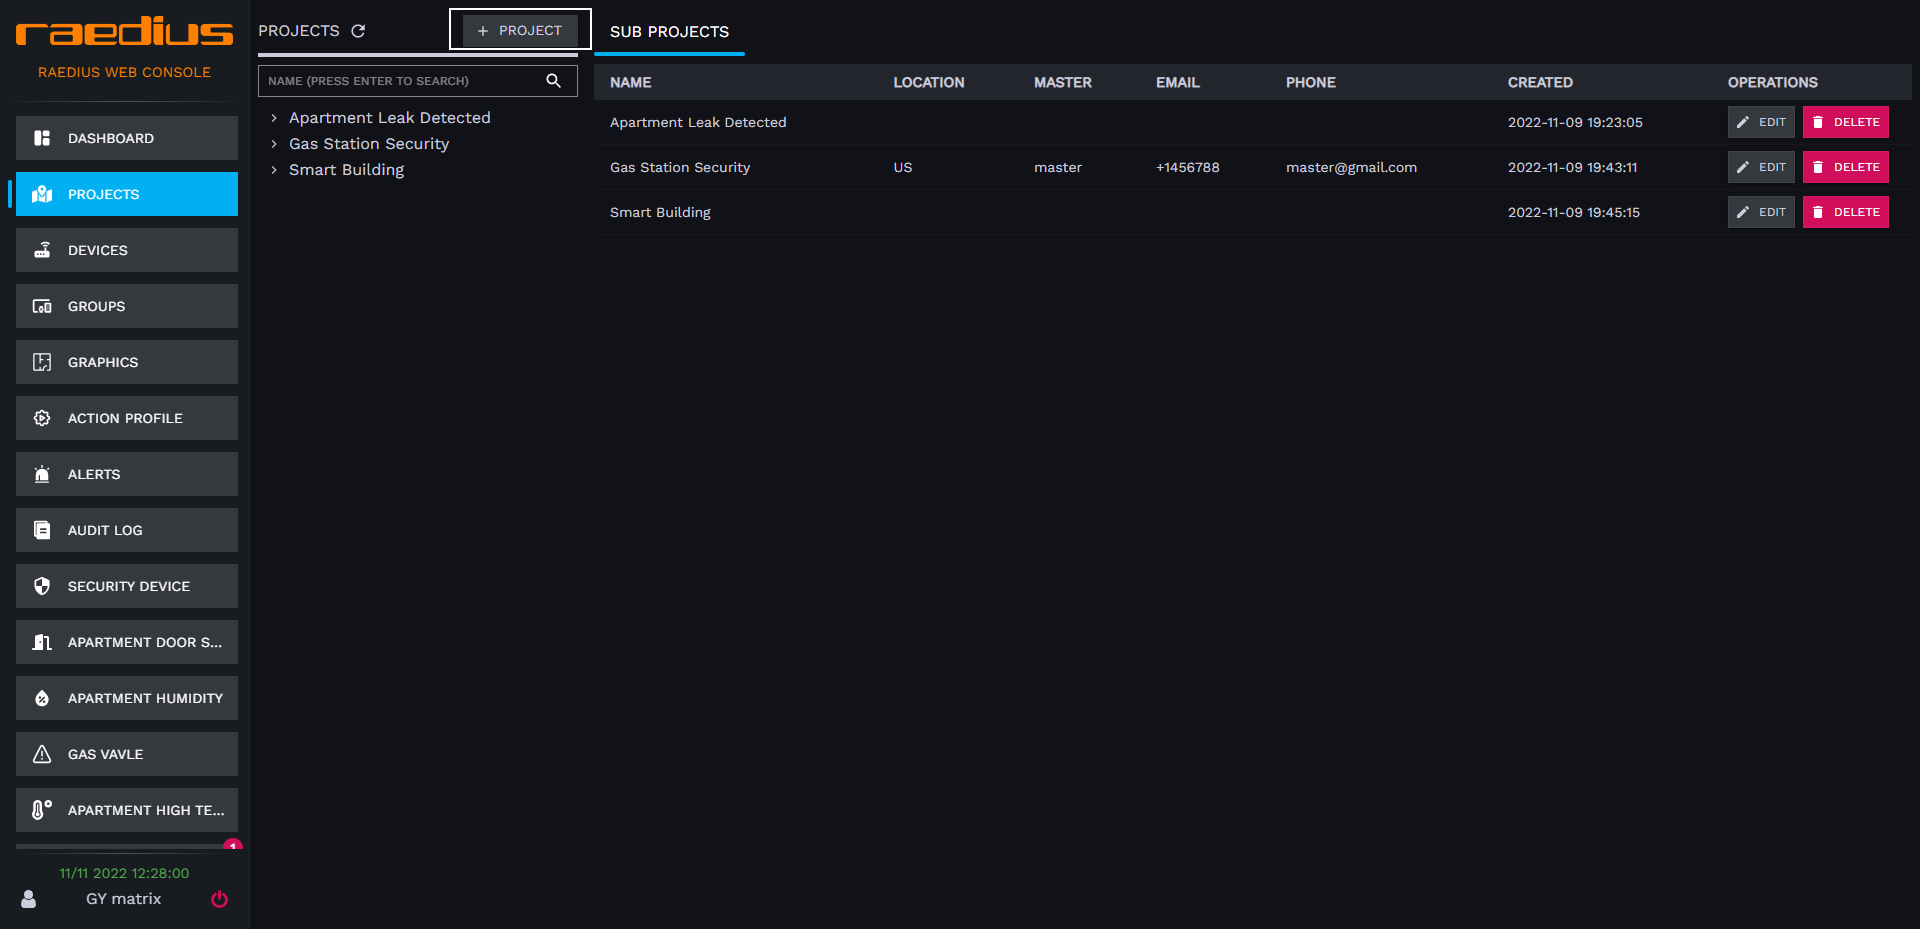 raedius
RAEDIUS WEB CONSOLE
DASHBOARD
PROJECTS
DEVICES
GROUPS
GRAPHICS
ACTION PROFILE
ALERTS
AUDIT LOG
SECURITY DEVICE
APARTMENT DOOR S...
APARTMENT HUMIDITY
GAS VAVLE
APARTMENT HIGH TE...
1
11/11 2022 12:28:00
GY matrix
PROJECTS
+ PROJECT
NAME (PRESS ENTER TO SEARCH)
Apartment Leak Detected
Gas Station Security
Smart Building
SUB PROJECTS
NAME LOCATION MASTER EMAIL PHONE CREATED OPERATIONS
Apartment Leak Detected 2022-11-09 19:23:05 EDIT DELETE
Gas Station Security US master +1456788 master@gmail.com 2022-11-09 19:43:11 EDIT DELETE
Smart Building 2022-11-09 19:45:15 EDIT DELETE